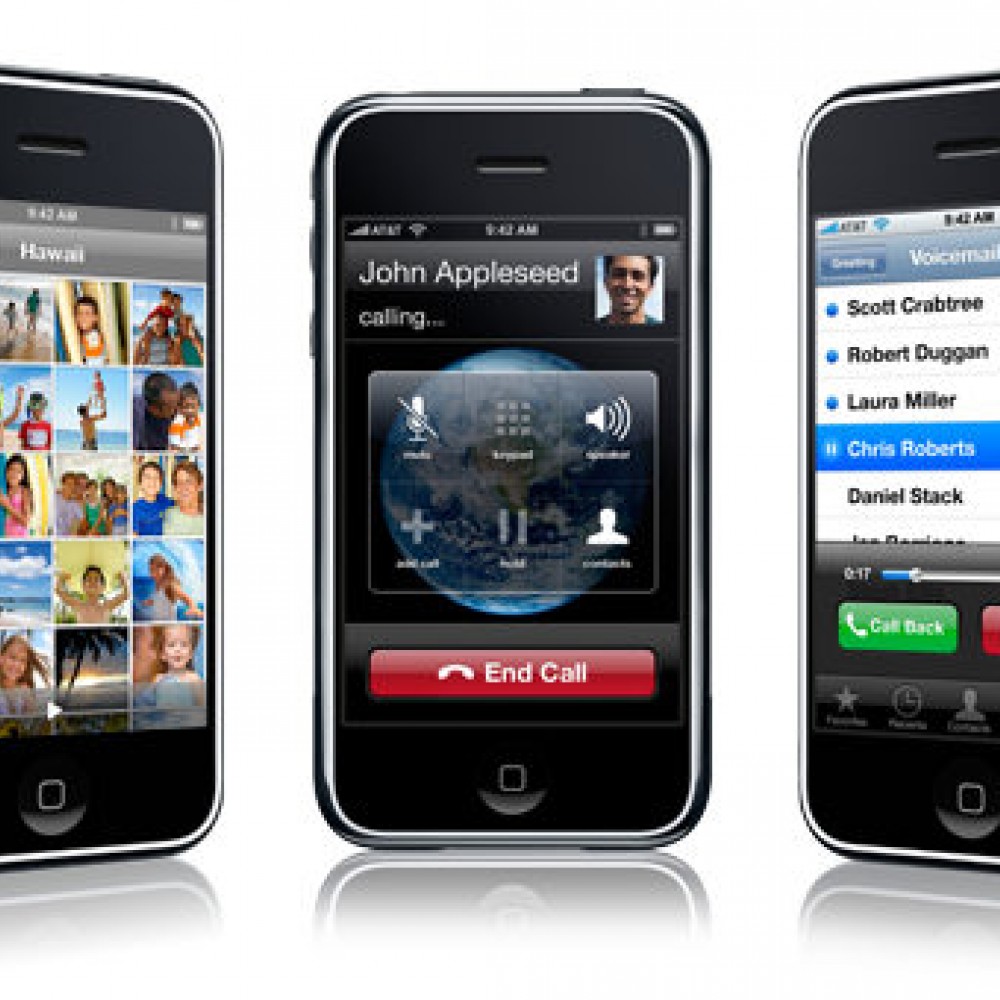 9:42 AM
Hawaii
AT&T 9:42 AM
John Appleseed
calling...
mute keypad speaker
add call hold contacts
End Call
AT&T 9:42 AM
Greeting Voicemail
Scott Crabtree
Robert Duggan
Laura Miller
Chris Roberts
Daniel Stack
0:17
Call Back
Favorites Recents Contacts